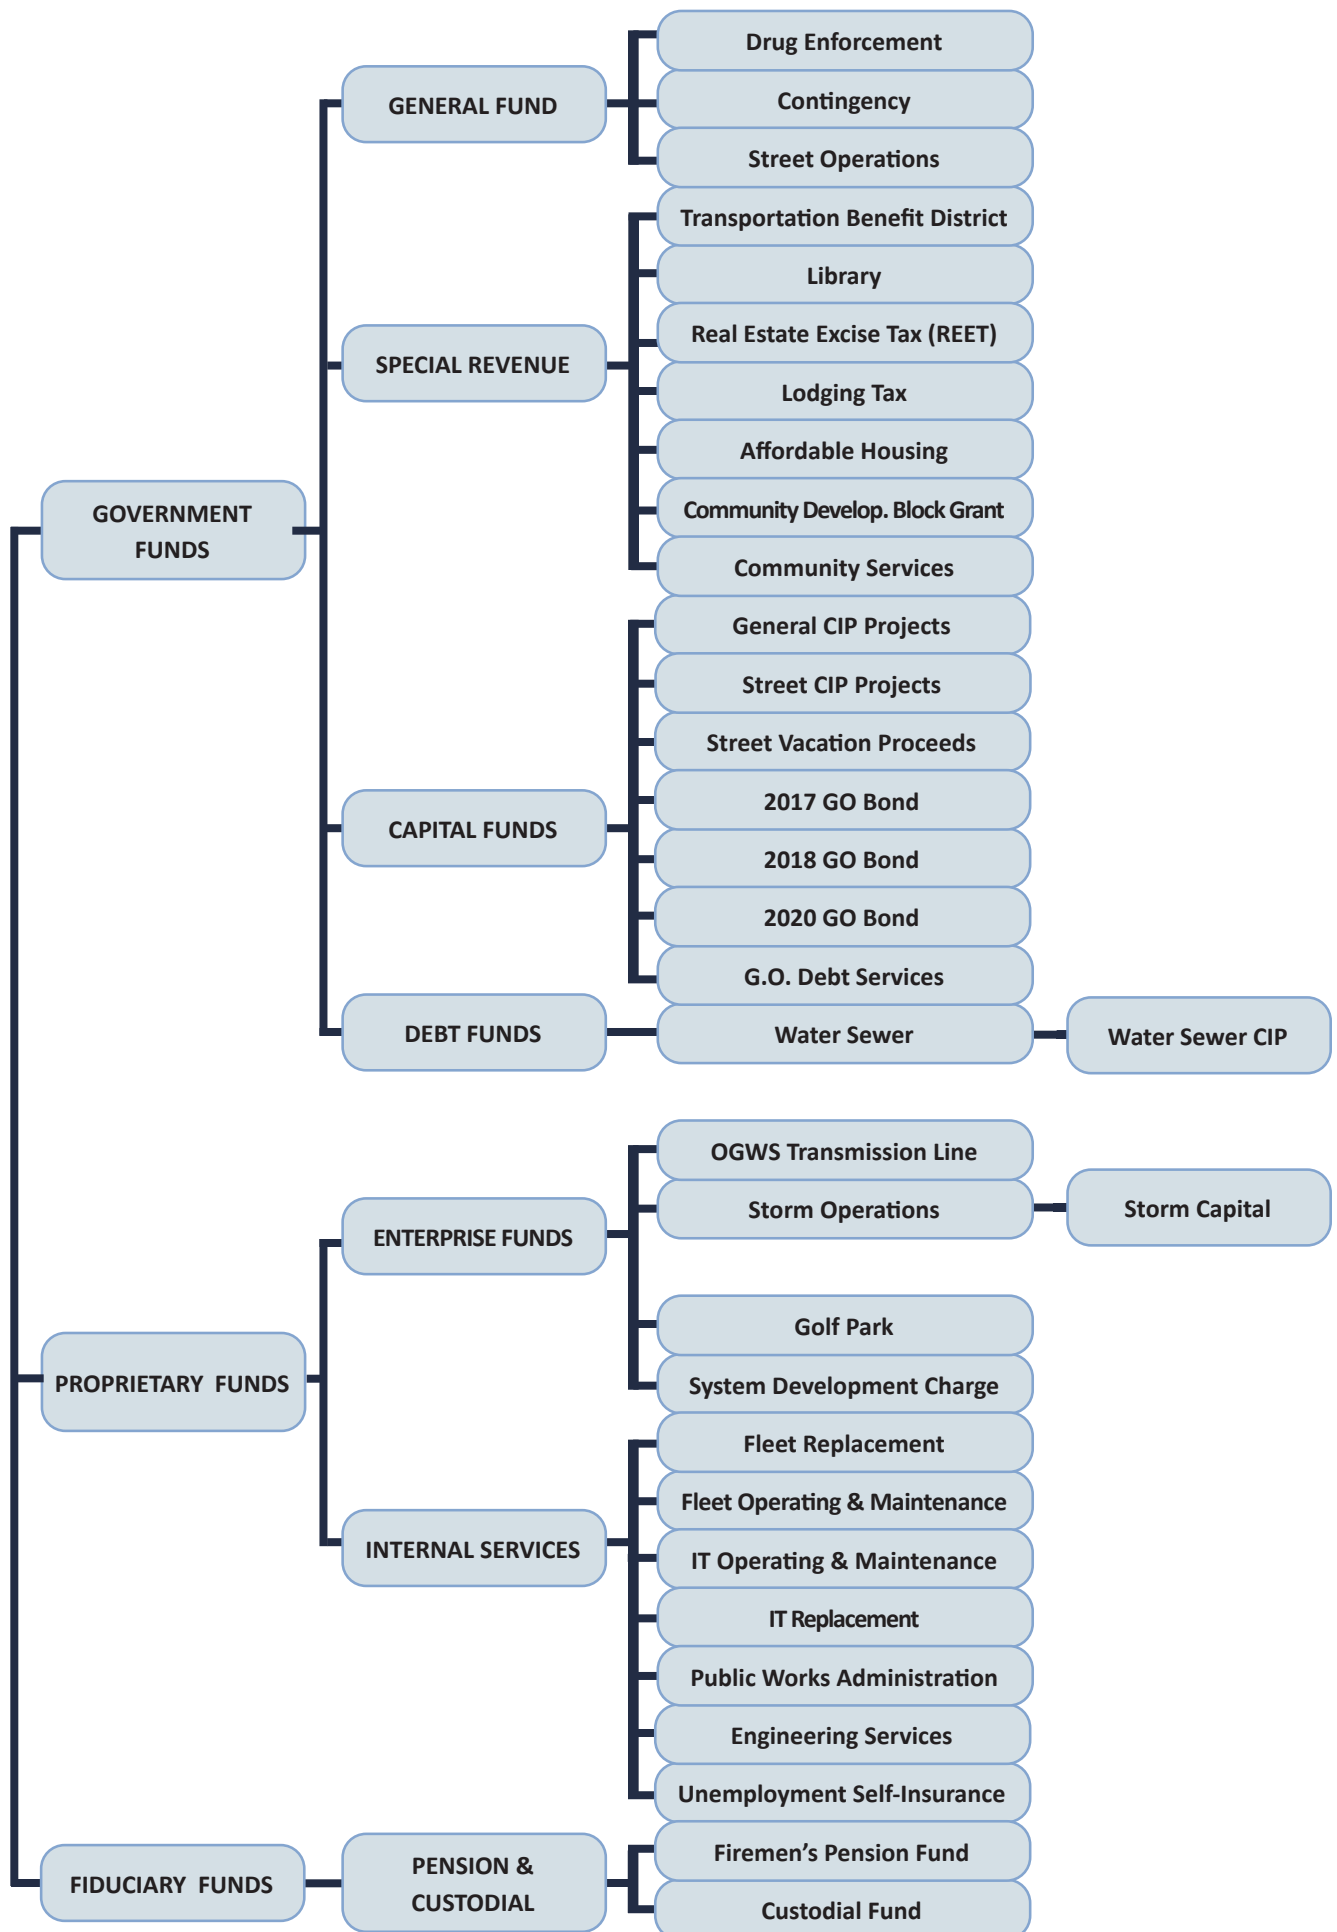 GOVERNMENT
FUNDS
GENERAL FUND
Drug Enforcement
Contingency
Street Operations
SPECIAL REVENUE
Transportation Benefit District
Library
Real Estate Excise Tax (REET)
Lodging Tax
Affordable Housing
Community Develop. Block Grant
Community Services
CAPITAL FUNDS
General CIP Projects
Street CIP Projects
Street Vacation Proceeds
2017 GO Bond
2018 GO Bond
2020 GO Bond
G.O. Debt Services
DEBT FUNDS
Water Sewer
Water Sewer CIP
PROPRIETARY FUNDS
ENTERPRISE FUNDS
OGWS Transmission Line
Storm Operations
Storm Capital
Golf Park
System Development Charge
INTERNAL SERVICES
Fleet Replacement
Fleet Operating & Maintenance
IT Operating & Maintenance
IT Replacement
Public Works Administration
Engineering Services
Unemployment Self-Insurance
FIDUCIARY FUNDS
PENSION &
CUSTODIAL
Firemen’s Pension Fund
Custodial Fund